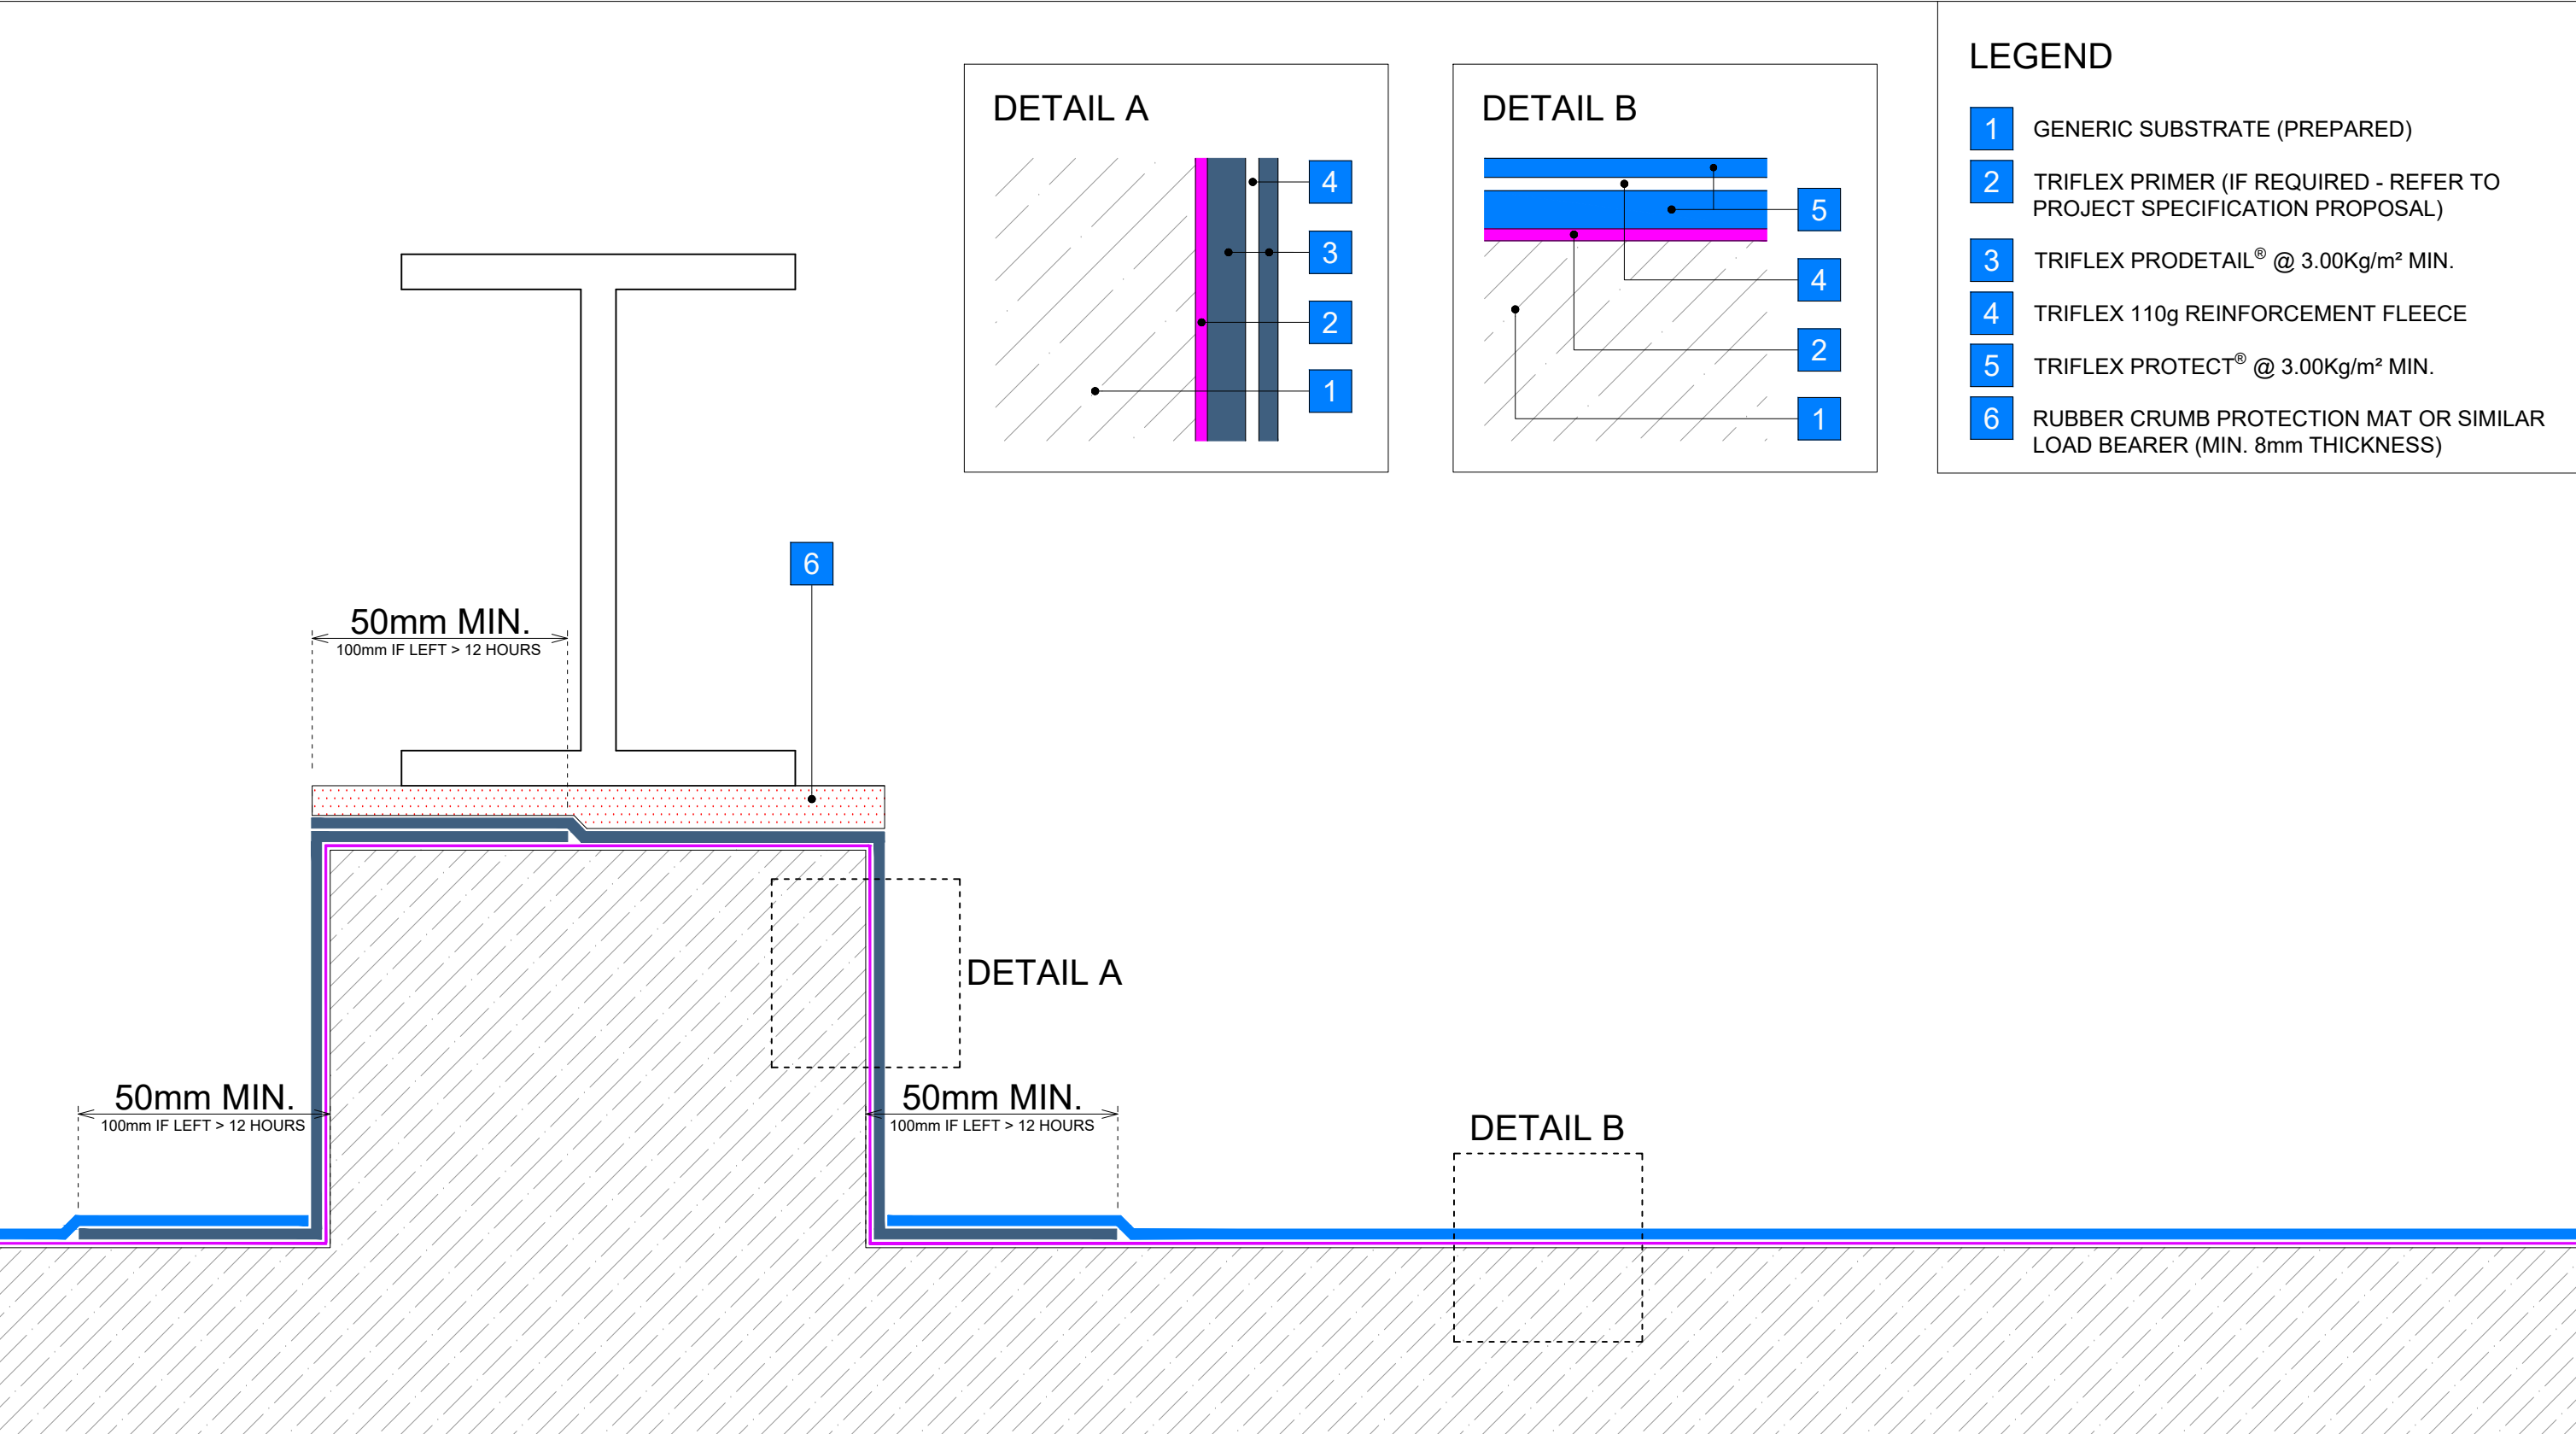 DETAIL A
4
3
2
1
DETAIL B
5
4
2
1
LEGEND
1 GENERIC SUBSTRATE (PREPARED)
2 TRIFLEX PRIMER (IF REQUIRED - REFER TO
PROJECT SPECIFICATION PROPOSAL)
3 TRIFLEX PRODETAIL® @ 3.00Kg/m² MIN.
4 TRIFLEX 110g REINFORCEMENT FLEECE
5 TRIFLEX PROTECT® @ 3.00Kg/m² MIN.
6 RUBBER CRUMB PROTECTION MAT OR SIMILAR
LOAD BEARER (MIN. 8mm THICKNESS)
6
50mm MIN.
100mm IF LEFT > 12 HOURS
DETAIL A
50mm MIN.
100mm IF LEFT > 12 HOURS
50mm MIN.
100mm IF LEFT > 12 HOURS
DETAIL B